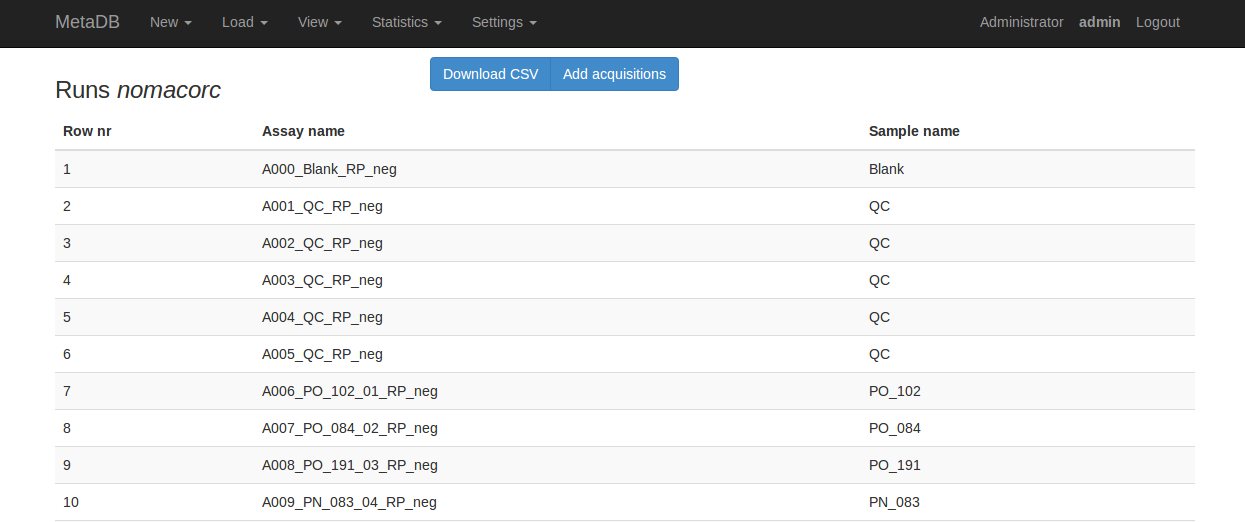 MetaDB New Load View Statistics Settings Administrator admin Logout
Download CSV Add acquisitions
Runs nomacorc
Row nr Assay name Sample name
1 A000_Blank_RP_neg Blank
2 A001_QC_RP_neg QC
3 A002_QC_RP_neg QC
4 A003_QC_RP_neg QC
5 A004_QC_RP_neg QC
6 A005_QC_RP_neg QC
7 A006_PO_102_01_RP_neg PO_102
8 A007_PO_084_02_RP_neg PO_084
9 A008_PO_191_03_RP_neg PO_191
10 A009_PN_083_04_RP_neg PN_083